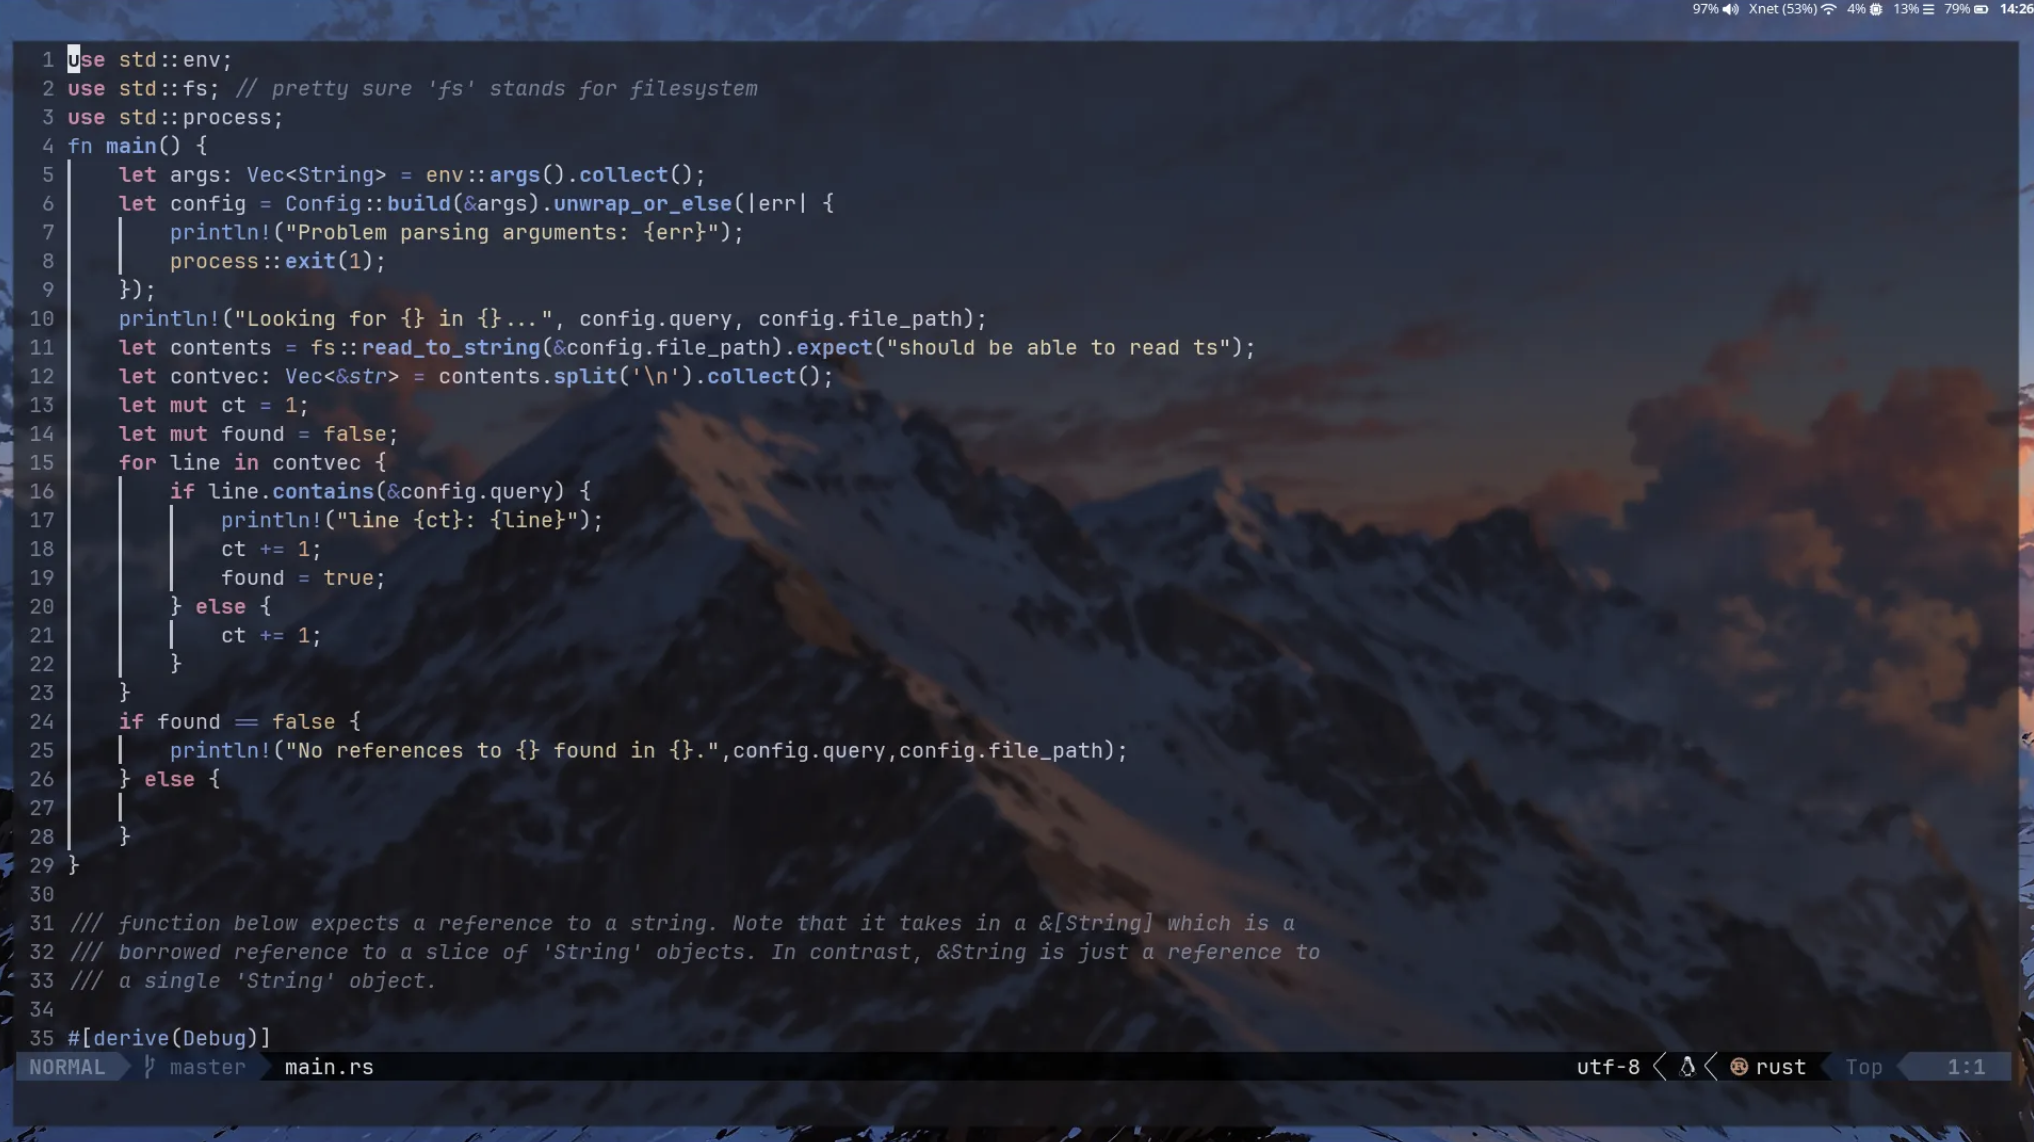 97% Xnet (53%) 4% 13% 79% 14:26
1 use std::env;
2 use std::fs; // pretty sure 'fs' stands for filesystem
3 use std::process;
4 fn main() {
5     let args: Vec<String> = env::args().collect();
6     let config = Config::build(&args).unwrap_or_else(|err| {
7         println!("Problem parsing arguments: {err}");
8         process::exit(1);
9     });
10     println!("Looking for {} in {}...", config.query, config.file_path);
11     let contents = fs::read_to_string(&config.file_path).expect("should be able to read ts");
12     let contvec: Vec<&str> = contents.split('\n').collect();
13     let mut ct = 1;
14     let mut found = false;
15     for line in contvec {
16         if line.contains(&config.query) {
17             println!("line {ct}: {line}");
18             ct += 1;
19             found = true;
20         } else {
21             ct += 1;
22         }
23     }
24     if found == false {
25         println!("No references to {} found in {}.",config.query,config.file_path);
26     } else {
27
28     }
29 }
30
31 /// function below expects a reference to a string. Note that it takes in a &[String] which is a
32 /// borrowed reference to a slice of 'String' objects. In contrast, &String is just a reference to
33 /// a single 'String' object.
34
35 #[derive(Debug)]
NORMAL master main.rs utf-8 rust Top 1:1